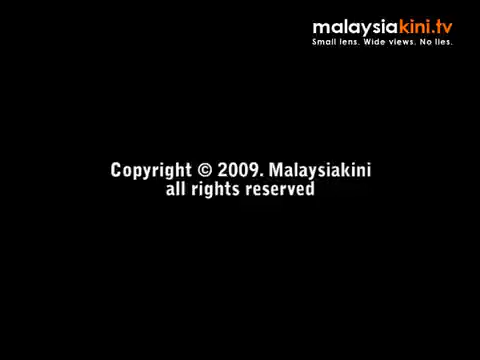 malaysiakini.tv
Small lens. Wide views. No lies.
Copyright © 2009. Malaysiakini
all rights reserved